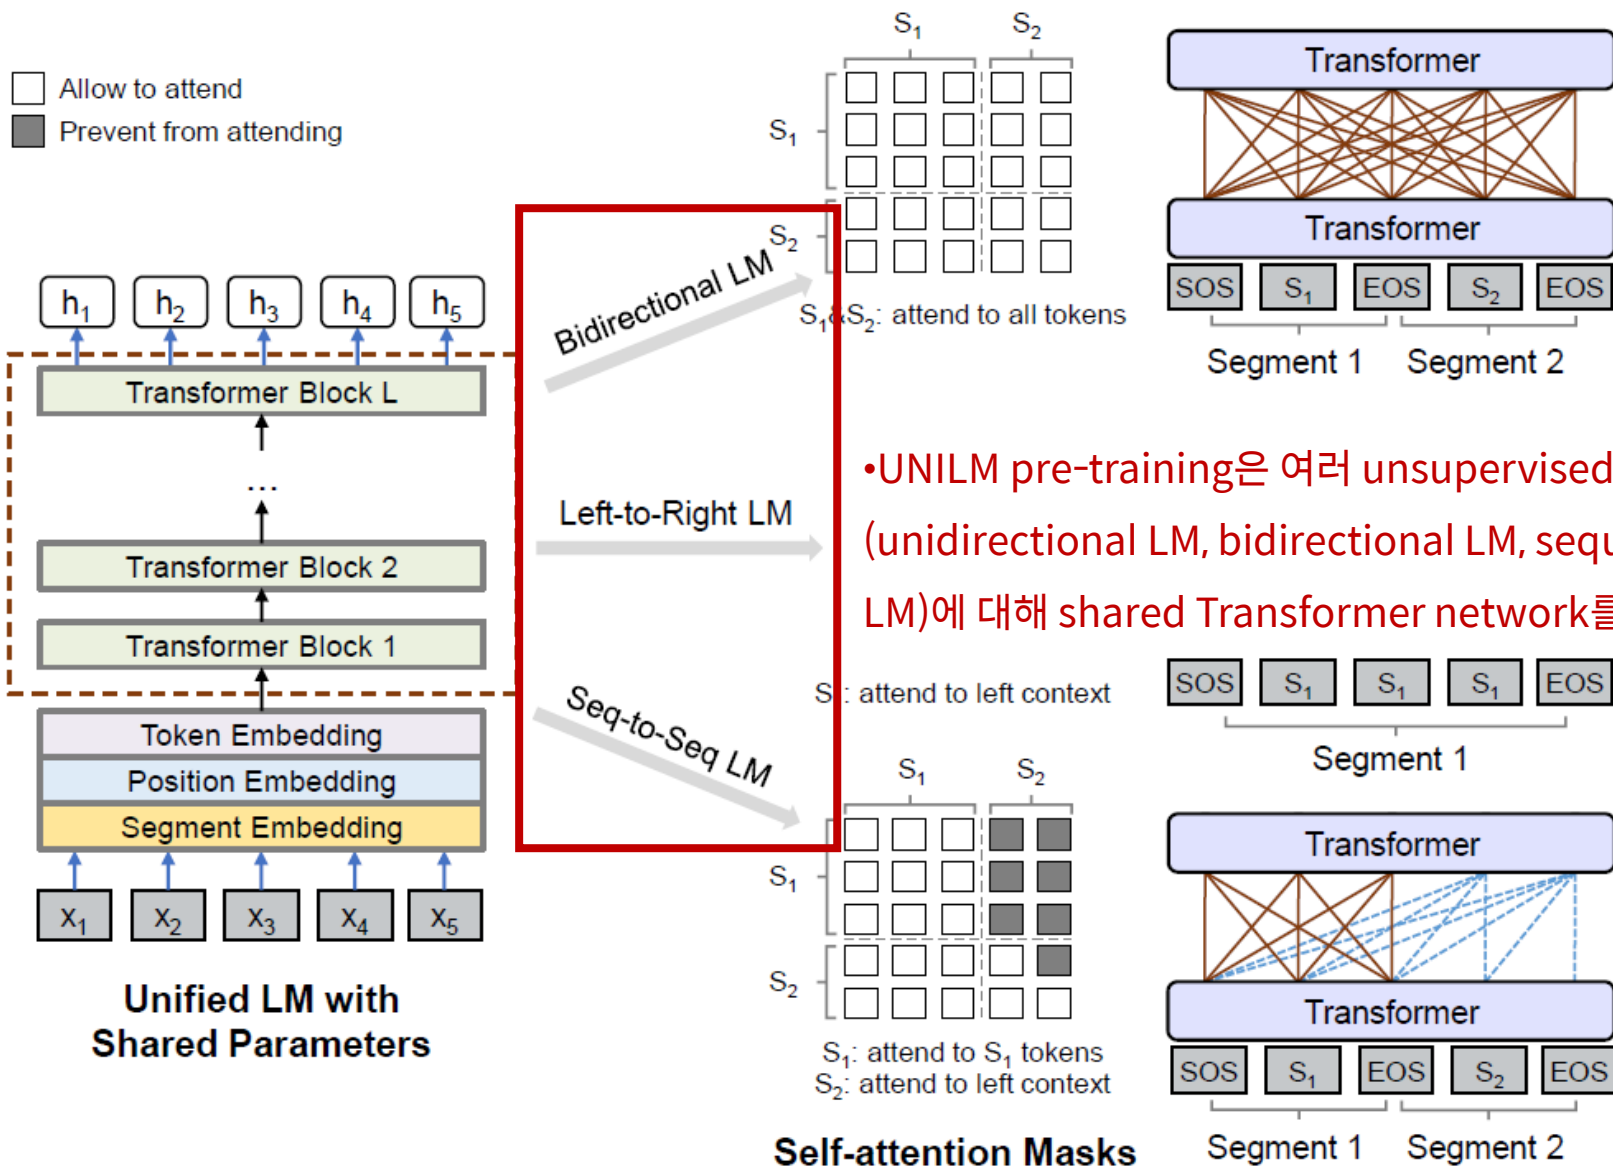 Allow to attend
Prevent from attending
h₁ h₂ h₃ h₄ h₅
Transformer Block L
...
Transformer Block 2
Transformer Block 1
Token Embedding
Position Embedding
Segment Embedding
x₁ x₂ x₃ x₄ x₅
Unified LM with
Shared Parameters
Bidirectional LM
Left-to-Right LM
Seq-to-Seq LM
S₁ S₂
S₁
S₂
S₁&S₂: attend to all tokens
Transformer
Transformer
SOS S₁ EOS S₂ EOS
Segment 1 Segment 2
•UNILM pre-training은 여러 unsupervised
(unidirectional LM, bidirectional LM, sequ
LM)에 대해 shared Transformer network를
S: attend to left context
SOS S₁ S₁ S₁ EOS
Segment 1
S₁ S₂
S₁
S₂
S₁: attend to S₁ tokens
S₂: attend to left context
Self-attention Masks
Transformer
Transformer
SOS S₁ EOS S₂ EOS
Segment 1 Segment 2